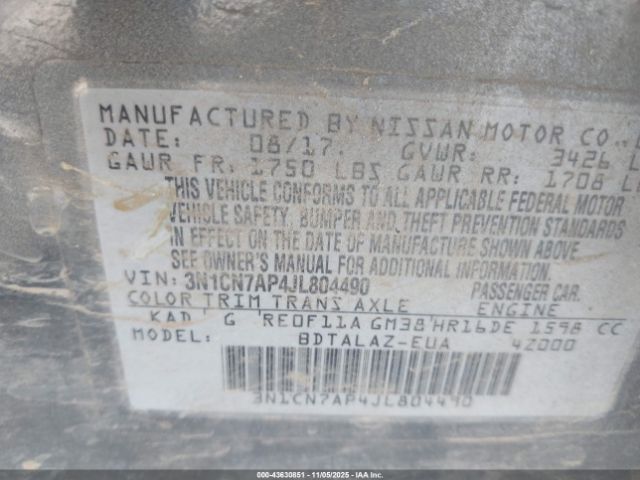 MANUFACTURED BY NISSAN MOTOR CO.,
DATE: 08/17. GVWR: 3426 L
GAWR FR: 1750 LBS GAWR RR: 1708 L
THIS VEHICLE CONFORMS TO ALL APPLICABLE FEDERAL MOTOR
VEHICLE SAFETY, BUMPER AND THEFT PREVENTION STANDARDS
IN EFFECT ON THE DATE OF MANUFACTURE SHOWN ABOVE.
SEE OWNER'S MANUAL FOR ADDITIONAL INFORMATION
VIN: 3N1CN7AP4JL804490 PASSENGER CAR.
COLOR TRIM TRANS AXLE ENGINE
KAD G RE0F11A GM38 HR16DE 1598 CC
MODEL: BDTALAZ-EUA 4Z000
3N1CN7AP4JL804490
000-43630851 - 11/05/2025 - IAAI.COM